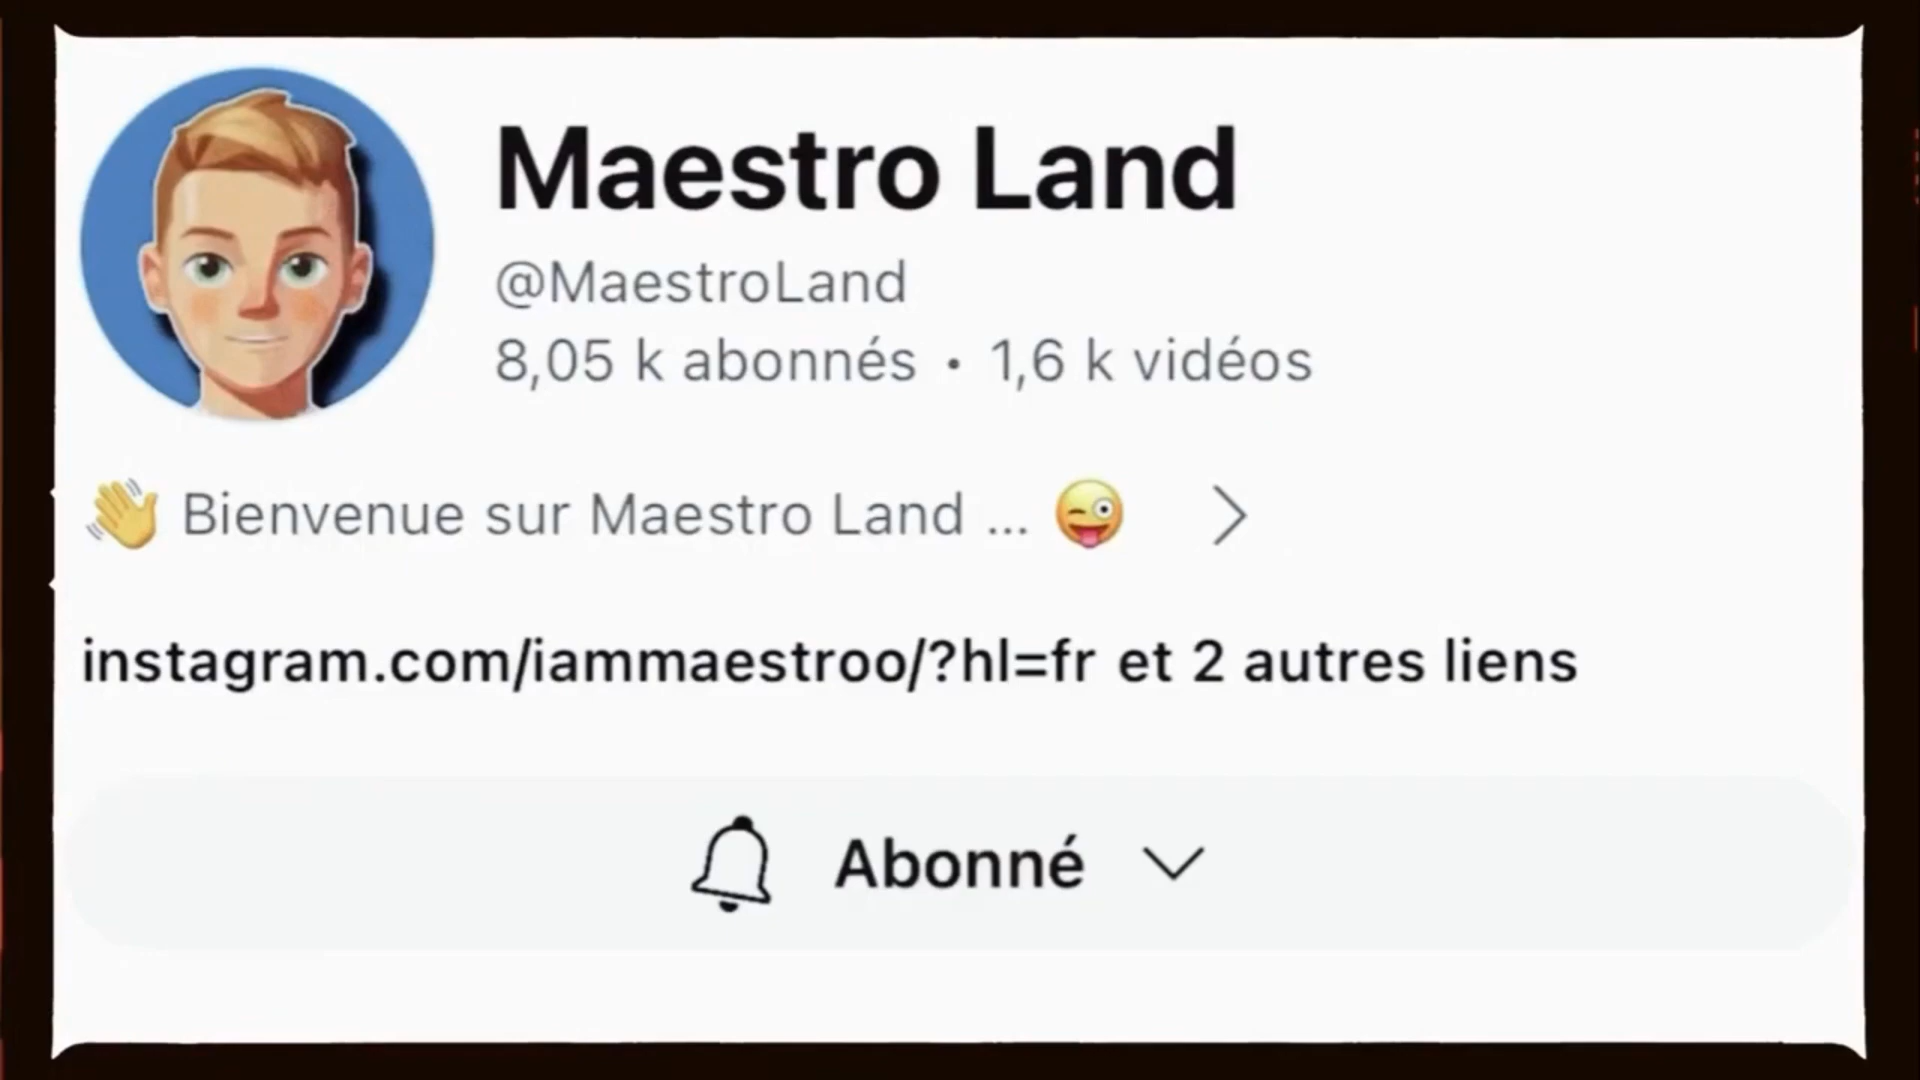 Maestro Land
@MaestroLand
8,05 k abonnés • 1,6 k vidéos
👋 Bienvenue sur Maestro Land ... 😜 >
instagram.com/iammaestroo/?hl=fr et 2 autres liens
Abonné